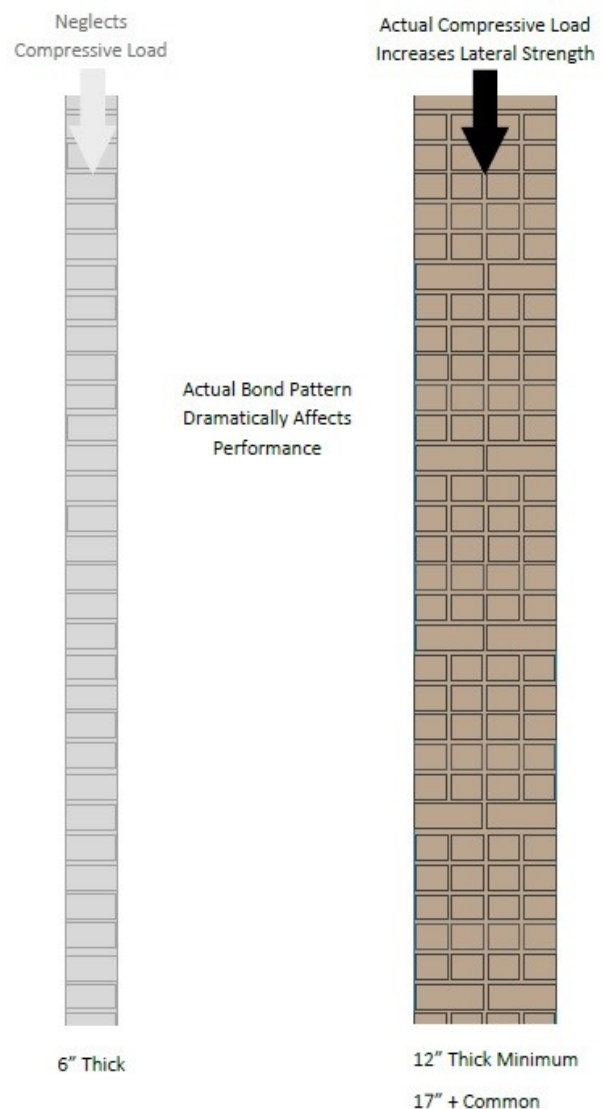 Neglects
Compressive Load
Actual Compressive Load
Increases Lateral Strength
Actual Bond Pattern
Dramatically Affects
Performance
6" Thick
12" Thick Minimum
17" + Common